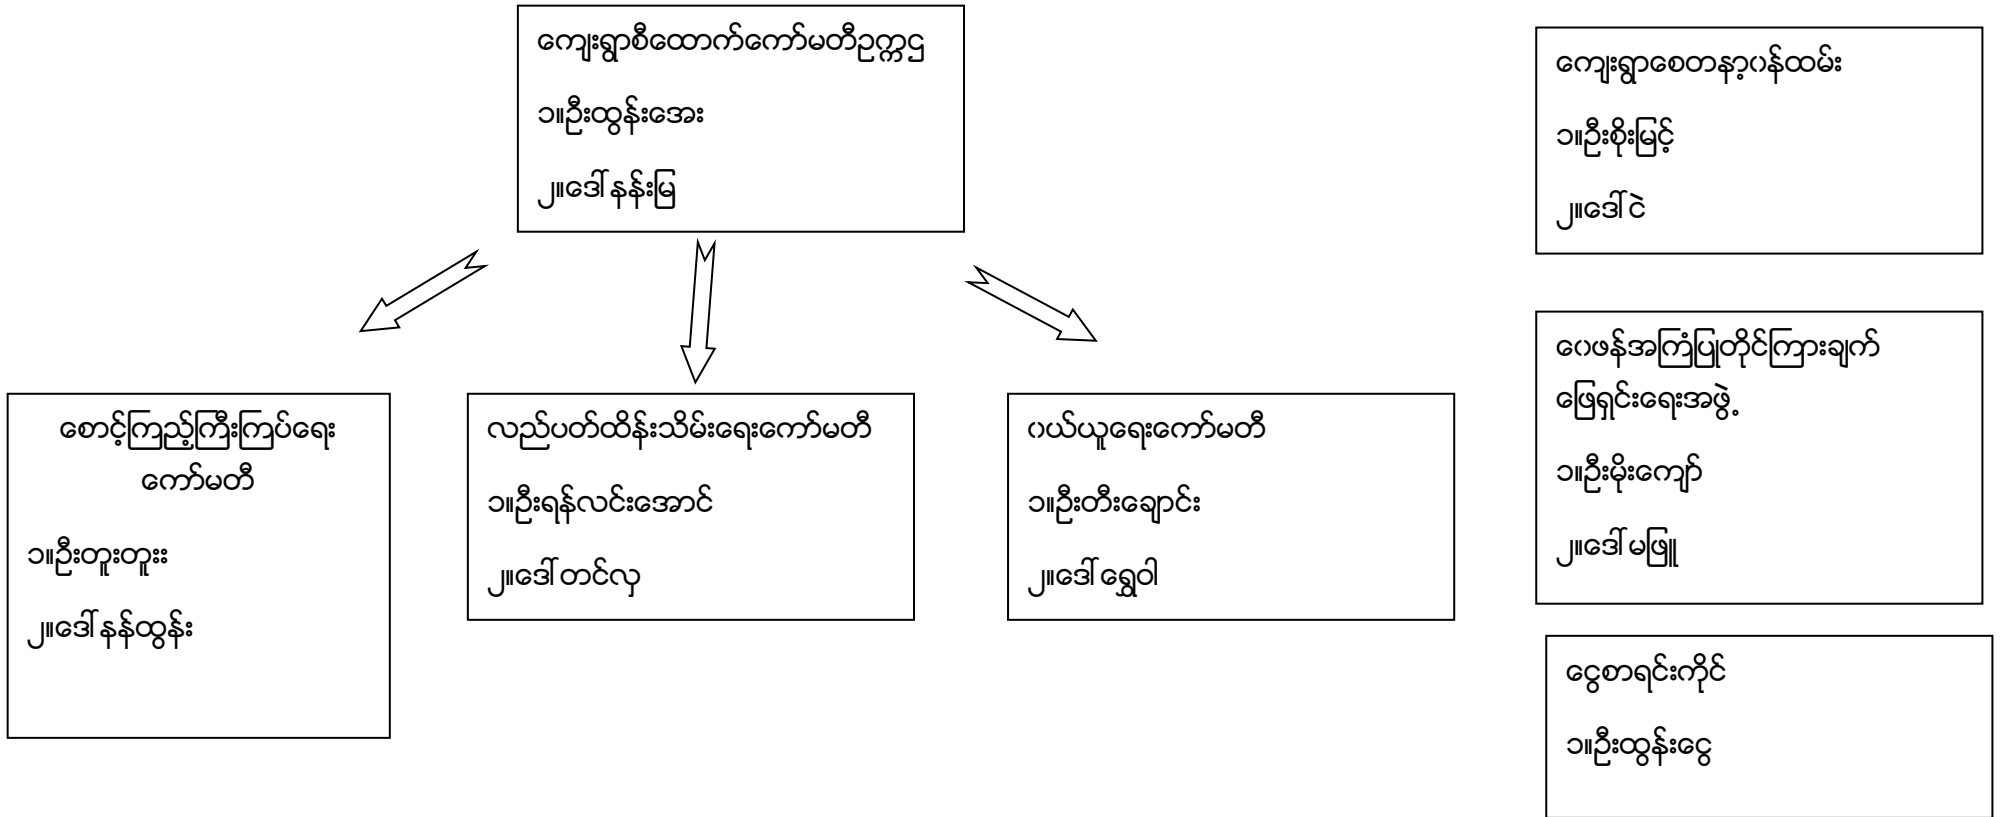 ကျေးရွာစီထောက်ကော်မတီဥက္ကဌ
၁။ဦးထွန်းအေး
၂။ဒေါ်နန်းမြ
ကျေးရွာစေတနာ့ဝန်ထမ်း
၁။ဦးစိုးမြင့်
၂။ဒေါ်ငဲ
ဝေဖန်အကြံပြုတိုင်ကြားချက်
ဖြေရှင်းရေးအဖွဲ့
၁။ဦးမိုးကျော်
၂။ဒေါ်မဖြူ
စောင့်ကြည့်ကြီးကြပ်ရေး
ကော်မတီ
၁။ဦးတူးတူးး
၂။ဒေါ်နန်ထွန်း
လည်ပတ်ထိန်းသိမ်းရေးကော်မတီ
၁။ဦးရန်လင်းအောင်
၂။ဒေါ်တင်လှ
ဝယ်ယူရေးကော်မတီ
၁။ဦးတီးချောင်း
၂။ဒေါ်ရွှေဝါ
ငွေစာရင်းကိုင်
၁။ဦးထွန်းငွေ